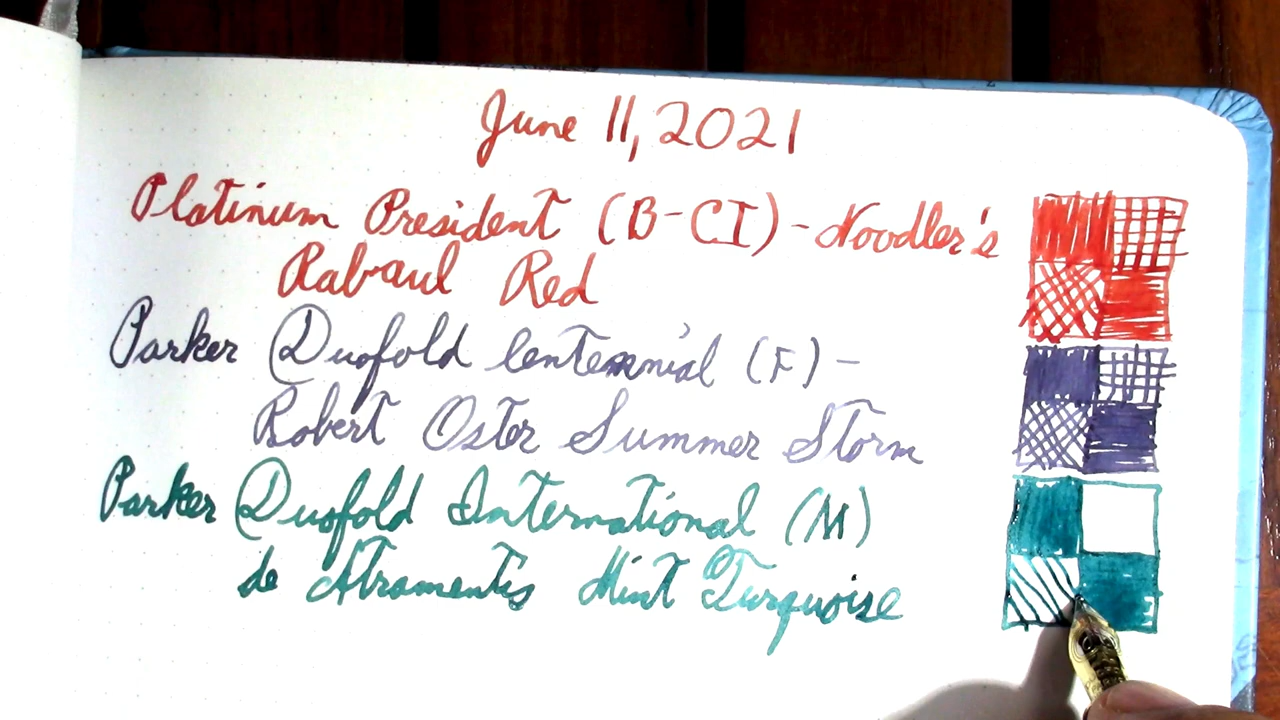 June 11, 2021
Platinum President (B-CI) - Noodler's
Rabaul Red
Parker Duofold Centennial (F) -
Robert Oster Summer Storm
Parker Duofold International (M)
de Atramentis Mint Turquoise